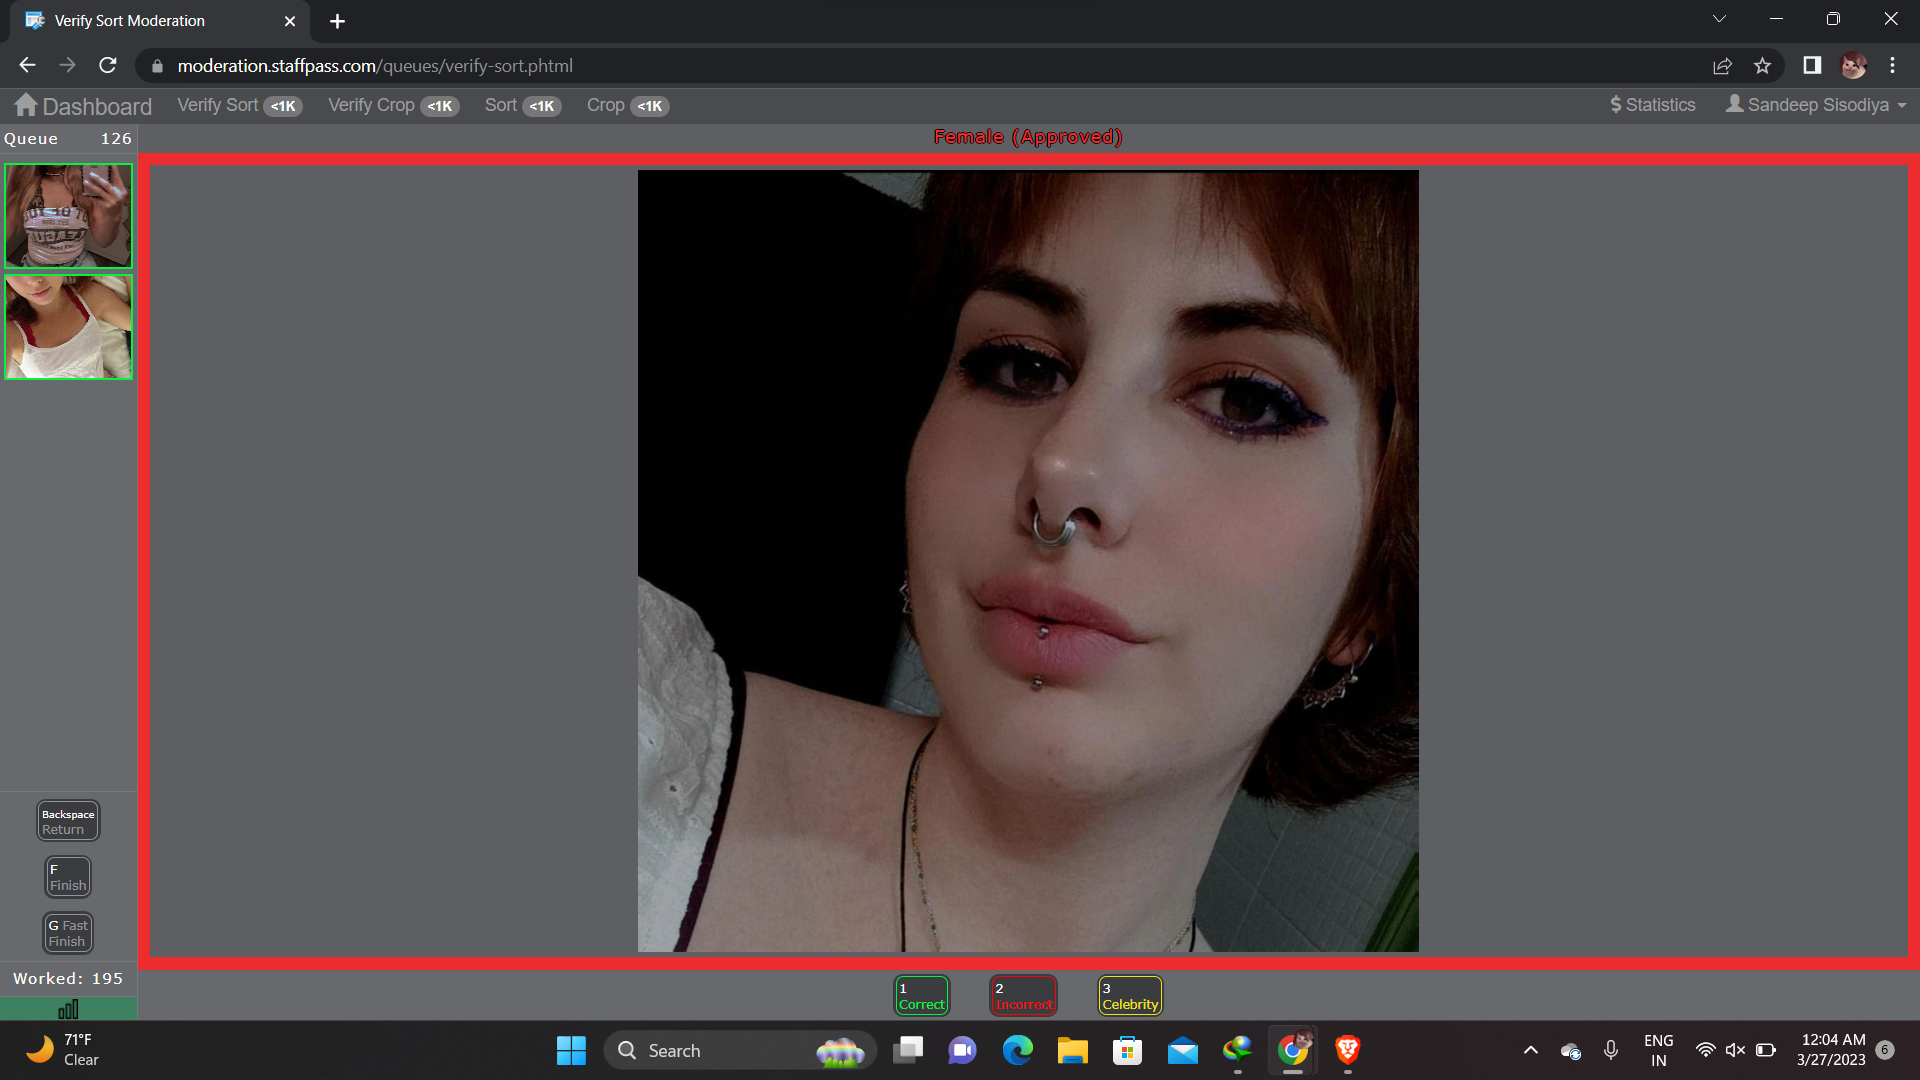 Verify Sort Moderation
moderation.staffpass.com/queues/verify-sort.phtml
Dashboard Verify Sort <1K Verify Crop <1K Sort <1K Crop <1K $ Statistics Sandeep Sisodiya
Queue 126
Female (Approved)
Backspace
Return
F
Finish
G Fast
Finish
Worked: 195
1
Correct
2
Incorrect
3
Celebrity
71°F
Clear
Search
ENG
IN
12:04 AM
3/27/2023
6